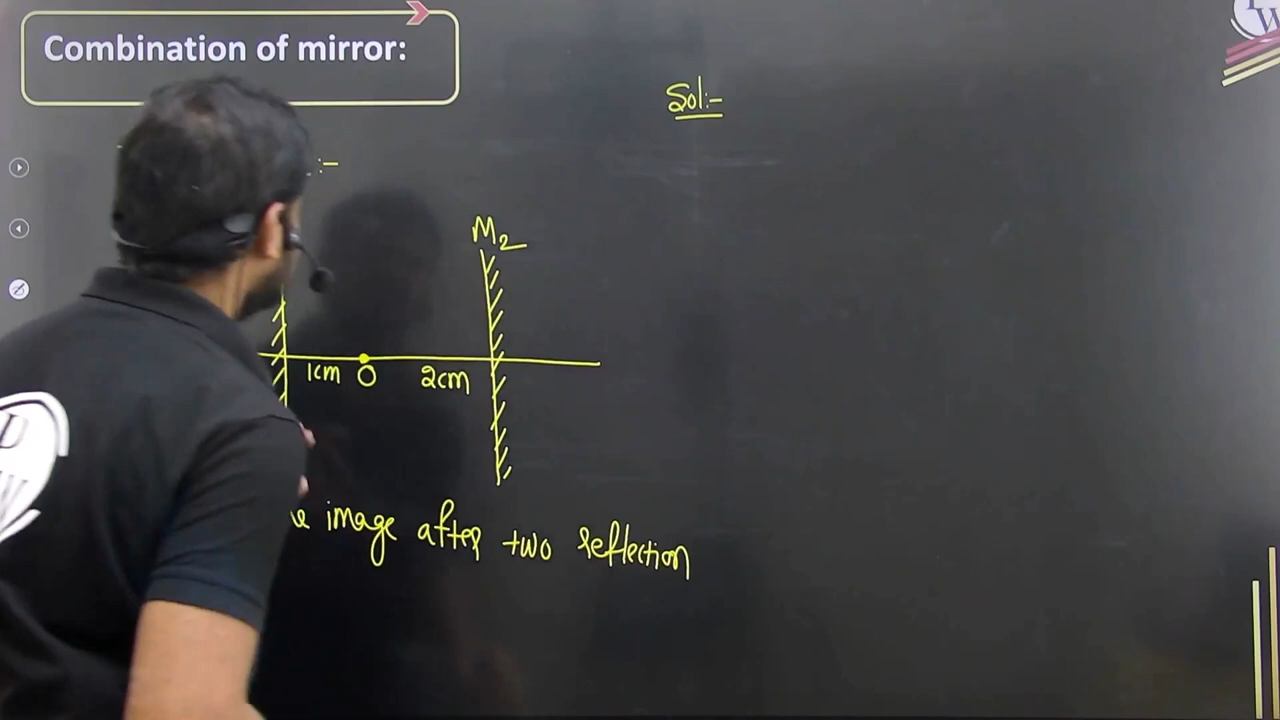 Combination of mirror:
Sol:-
:-
M2
1cm O 2cm
image after two reflection
D
W
W